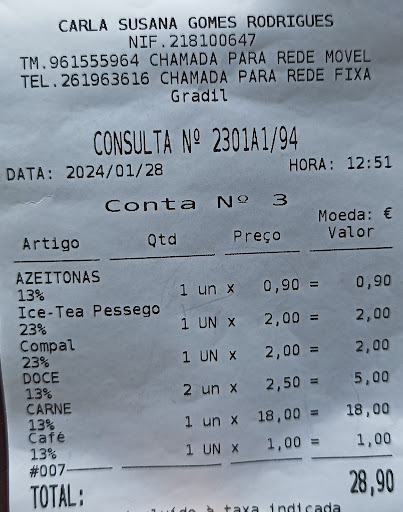 CARLA SUSANA GOMES RODRIGUES
NIF.218100647
TM.961555964 CHAMADA PARA REDE MOVEL
TEL.261963616 CHAMADA PARA REDE FIXA
Gradil
CONSULTA Nº 2301A1/94
DATA: 2024/01/28 HORA: 12:51
Conta Nº 3
Moeda: €
Artigo Qtd Preço Valor
AZEITONAS
13% 1 un x 0,90 = 0,90
Ice-Tea Pessego
23% 1 UN x 2,00 = 2,00
Compal
23% 1 UN x 2,00 = 2,00
DOCE
13% 2 un x 2,50 = 5,00
CARNE
13% 1 un x 18,00 = 18,00
Café
13% 1 UN x 1,00 = 1,00
#007
TOTAL: 28,90
à taxa indicada